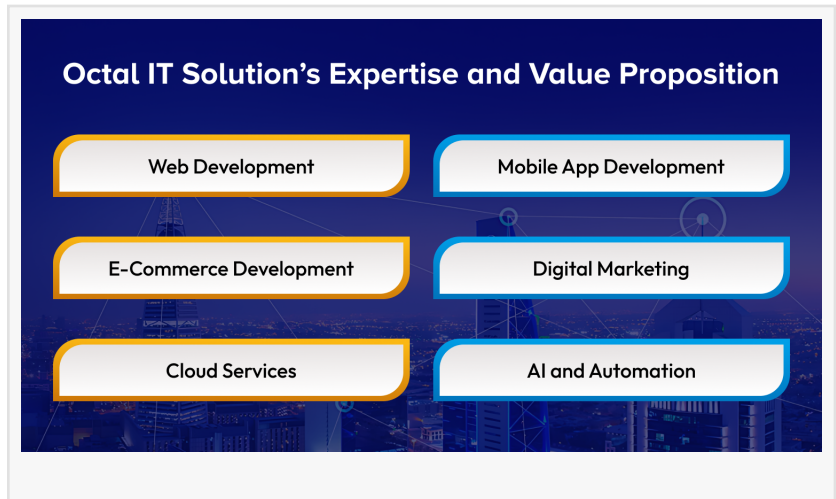 Octal IT Solution’s Expertise and Value Proposition
Web Development
Mobile App Development
E-Commerce Development
Digital Marketing
Cloud Services
AI and Automation